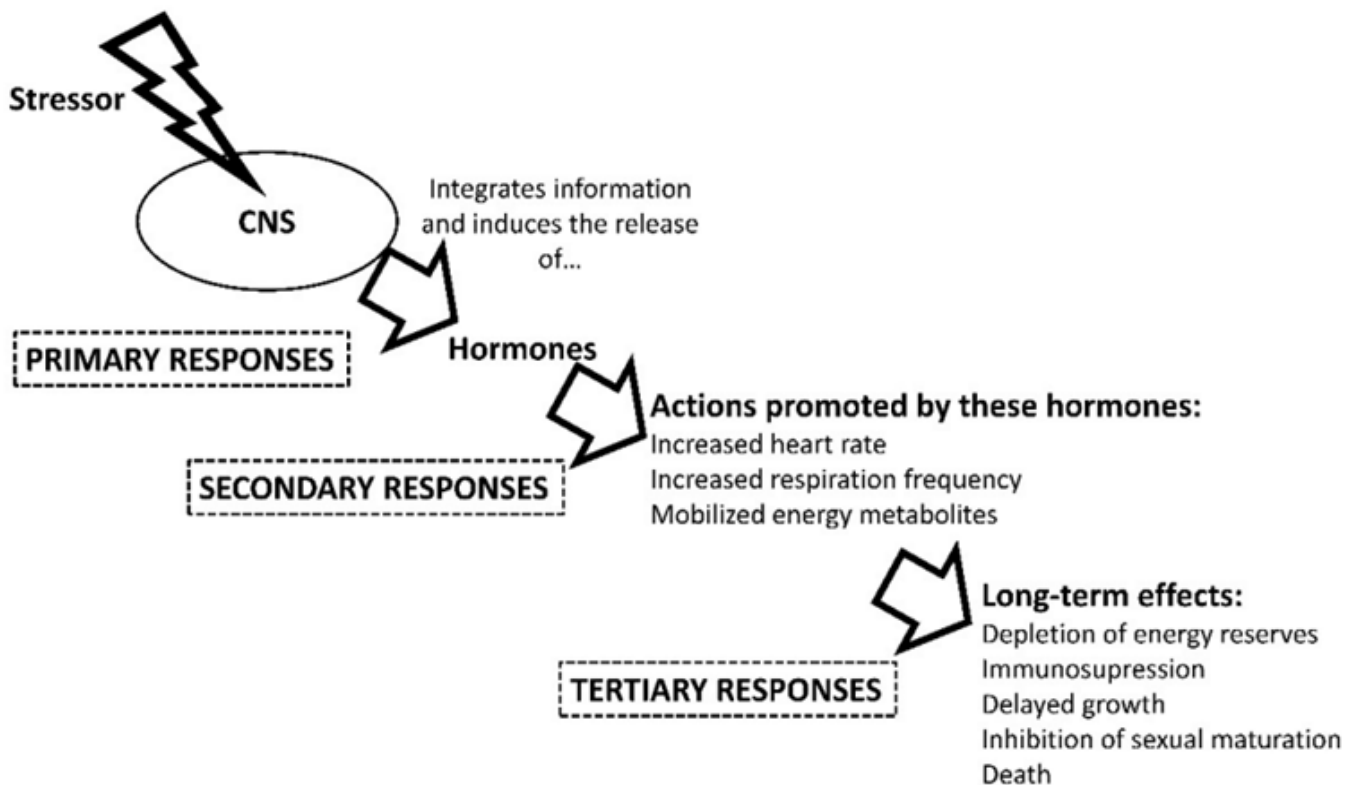 Stressor
CNS
Integrates information
and induces the release
of...
PRIMARY RESPONSES
Hormones
SECONDARY RESPONSES
Actions promoted by these hormones:
Increased heart rate
Increased respiration frequency
Mobilized energy metabolites
TERTIARY RESPONSES
Long-term effects:
Depletion of energy reserves
Immunosupression
Delayed growth
Inhibition of sexual maturation
Death